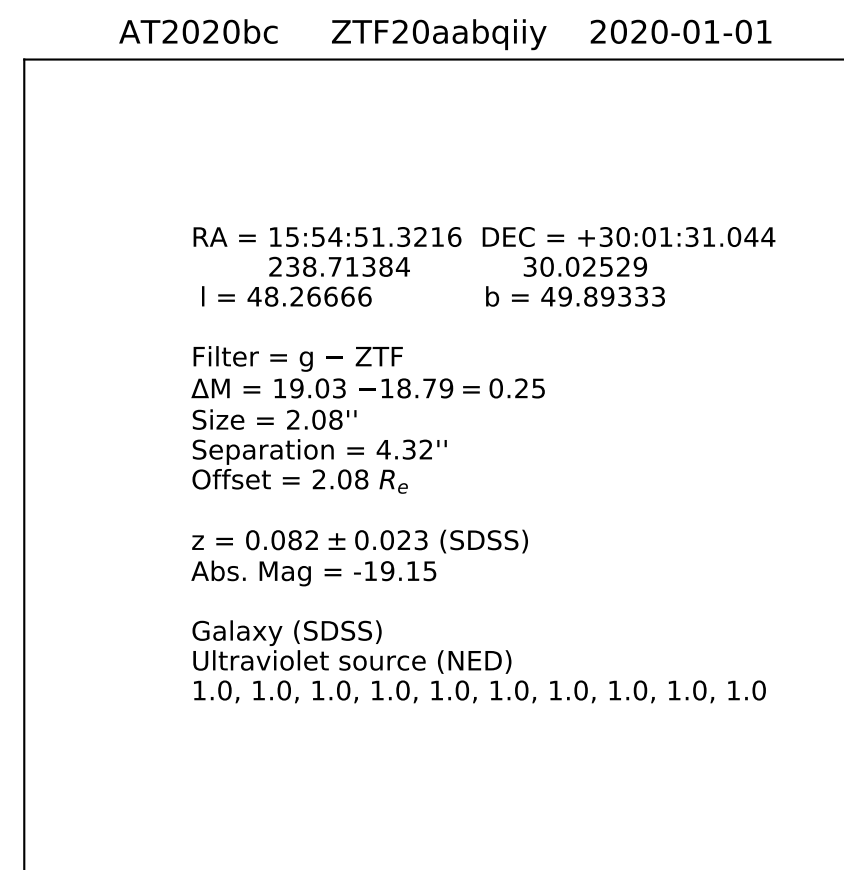 AT2020bc ZTF20aabqiiy 2020-01-01
RA = 15:54:51.3216 DEC = +30:01:31.044
238.71384 30.02529
l = 48.26666 b = 49.89333
Filter = g − ZTF
ΔM = 19.03 −18.79 = 0.25
Size = 2.08''
Separation = 4.32''
Offset = 2.08 Re
z = 0.082 ± 0.023 (SDSS)
Abs. Mag = -19.15
Galaxy (SDSS)
Ultraviolet source (NED)
1.0, 1.0, 1.0, 1.0, 1.0, 1.0, 1.0, 1.0, 1.0, 1.0